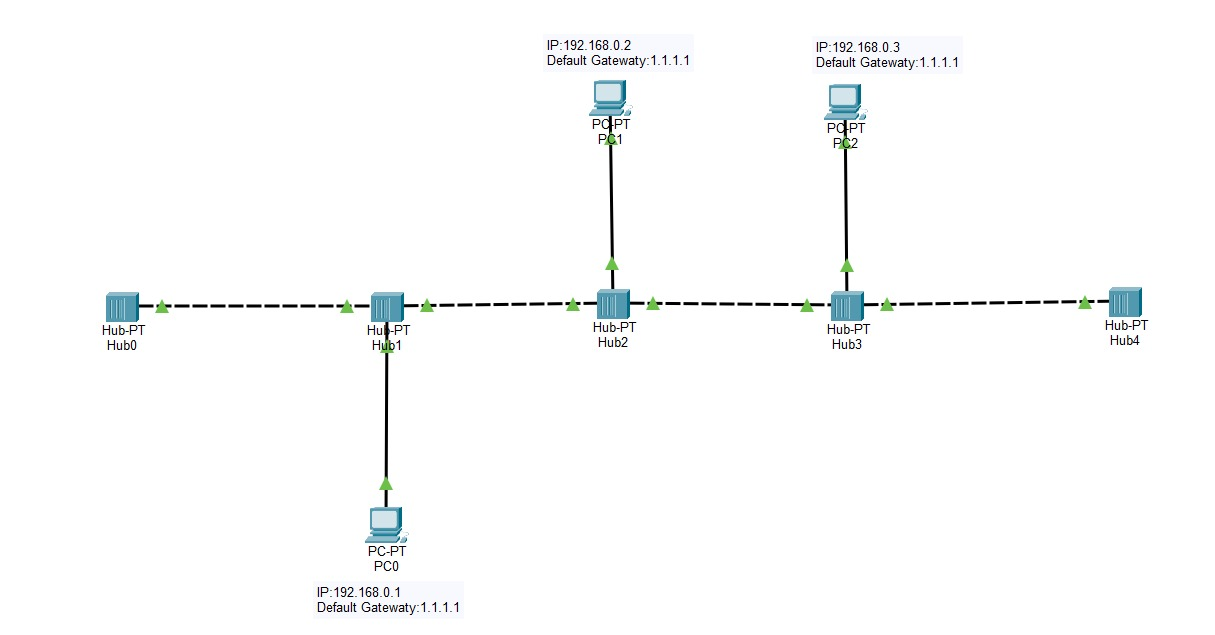 IP:192.168.0.2
Default Gatewaty:1.1.1.1
IP:192.168.0.3
Default Gatewaty:1.1.1.1
PC-PT
PC1
PC-PT
PC2
Hub-PT
Hub0
Hub-PT
Hub1
Hub-PT
Hub2
Hub-PT
Hub3
Hub-PT
Hub4
PC-PT
PC0
IP:192.168.0.1
Default Gatewaty:1.1.1.1